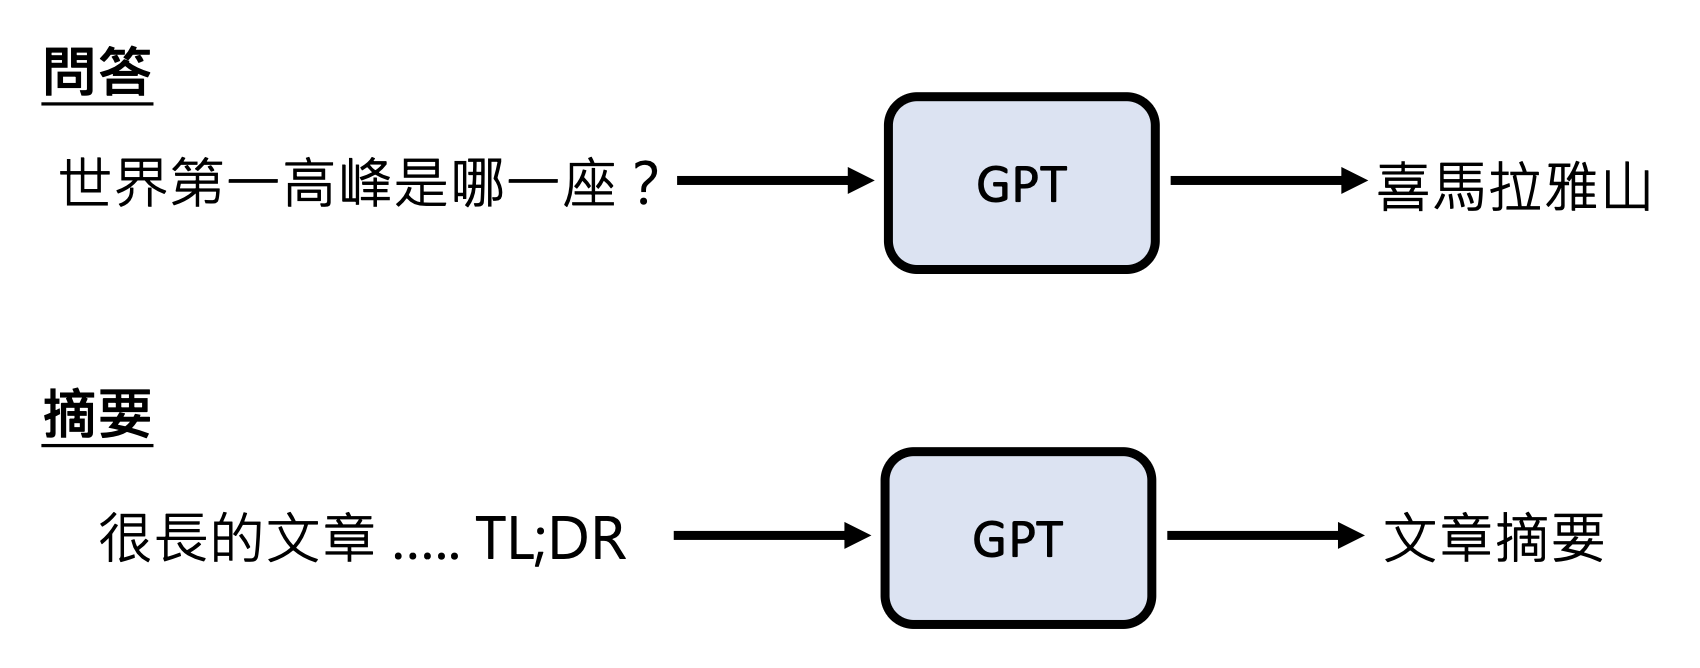 問答
世界第一高峰是哪一座？
GPT
喜馬拉雅山
摘要
很長的文章 ..... TL;DR
GPT
文章摘要